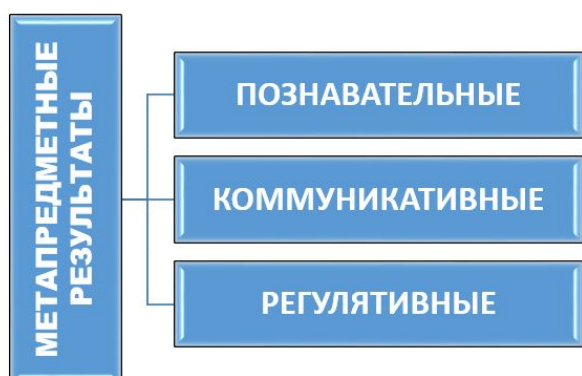 МЕТАПРЕДМЕТНЫЕ
РЕЗУЛЬТАТЫ
ПОЗНАВАТЕЛЬНЫЕ
КОММУНИКАТИВНЫЕ
РЕГУЛЯТИВНЫЕ